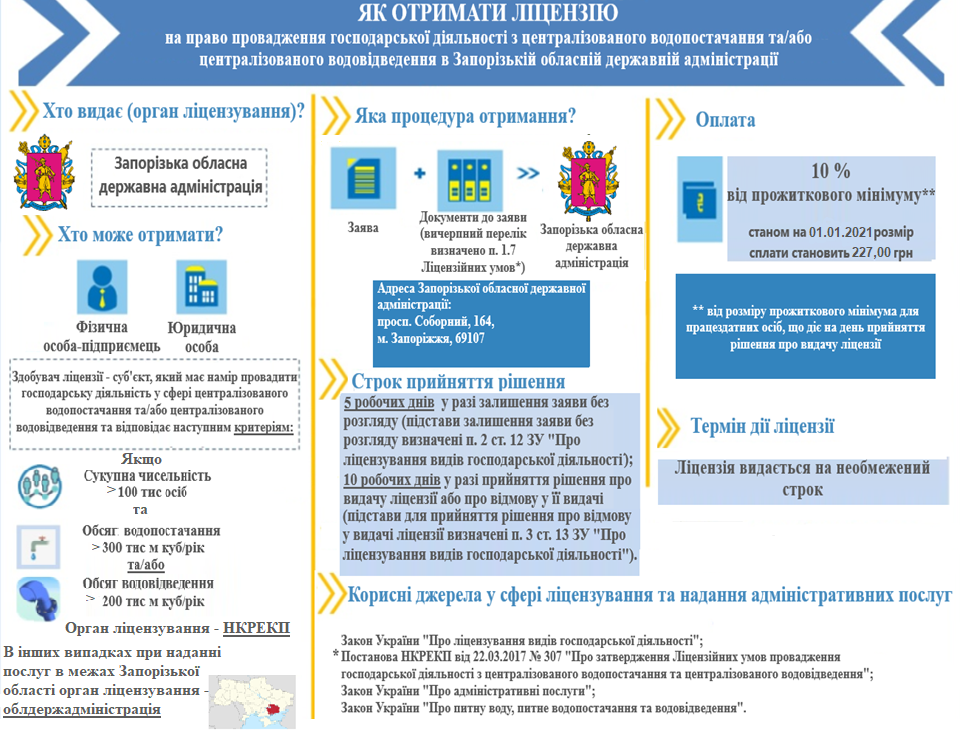 ЯК ОТРИМАТИ ЛІЦЕНЗІЮ
на право провадження господарської діяльності з централізованого водопостачання та/або
централізованого водовідведення в Запорізькій обласній державній адміністрації
Хто видає (орган ліцензування)?
Запорізька обласна
державна адміністрація
Хто може отримати?
Фізична
особа-підприємець
Юридична
особа
Здобувач ліцензії - суб'єкт, який має намір провадити
господарську діяльність у сфері централізованого
водопостачання та/або централізованого
водовідведення та відповідає наступним критеріям:
Якщо
Сукупна чисельність
> 100 тис осіб
та
Обсяг водопостачання
> 300 тис м куб/рік
та/або
Обсяг водовідведення
> 200 тис м куб/рік
Орган ліцензування - НКРЕКП
В інших випадках при наданні
послуг в межах Запорізької
області орган ліцензування -
облдержадміністрація
Яка процедура отримання?
Заява
Документи до заяви
(вичерпний перелік
визначено п. 1.7
Ліцензійних умов*)
Запорізька обласна
державна
адміністрація
Адреса Запорізької обласної державної
адміністрації:
просп. Соборний, 164,
м. Запоріжжя, 69107
Строк прийняття рішення
5 робочих днів у разі залишення заяви без
розгляду (підстави залишення заяви без
розгляду визначені п. 2 ст. 12 ЗУ "Про
ліцензування видів господарської діяльності);
10 робочих днів у разі прийняття рішення про
видачу ліцензії або про відмову у її видачі
(підстави для прийняття рішення про відмову
у видачі ліцензії визначені п. 3 ст. 13 ЗУ "Про
ліцензування видів господарської діяльності").
Оплата
10 %
від прожиткового мінімуму**
станом на 01.01.2021 розмір
сплати становить 227,00 грн
** від розміру прожиткового мінімума для
працездатних осіб, що діє на день прийняття
рішення про видачу ліцензії
Термін дії ліцензії
Ліцензія видається на необмежений
строк
Корисні джерела у сфері ліцензування та надання адміністративних послуг
Закон України "Про ліцензування видів господарської діяльності";
* Постанова НКРЕКП від 22.03.2017 № 307 "Про затвердження Ліцензійних умов провадження
господарської діяльності з централізованого водопостачання та централізованого водовідведення";
Закон України "Про адміністративні послуги";
Закон України "Про питну воду, питне водопостачання та водовідведення".